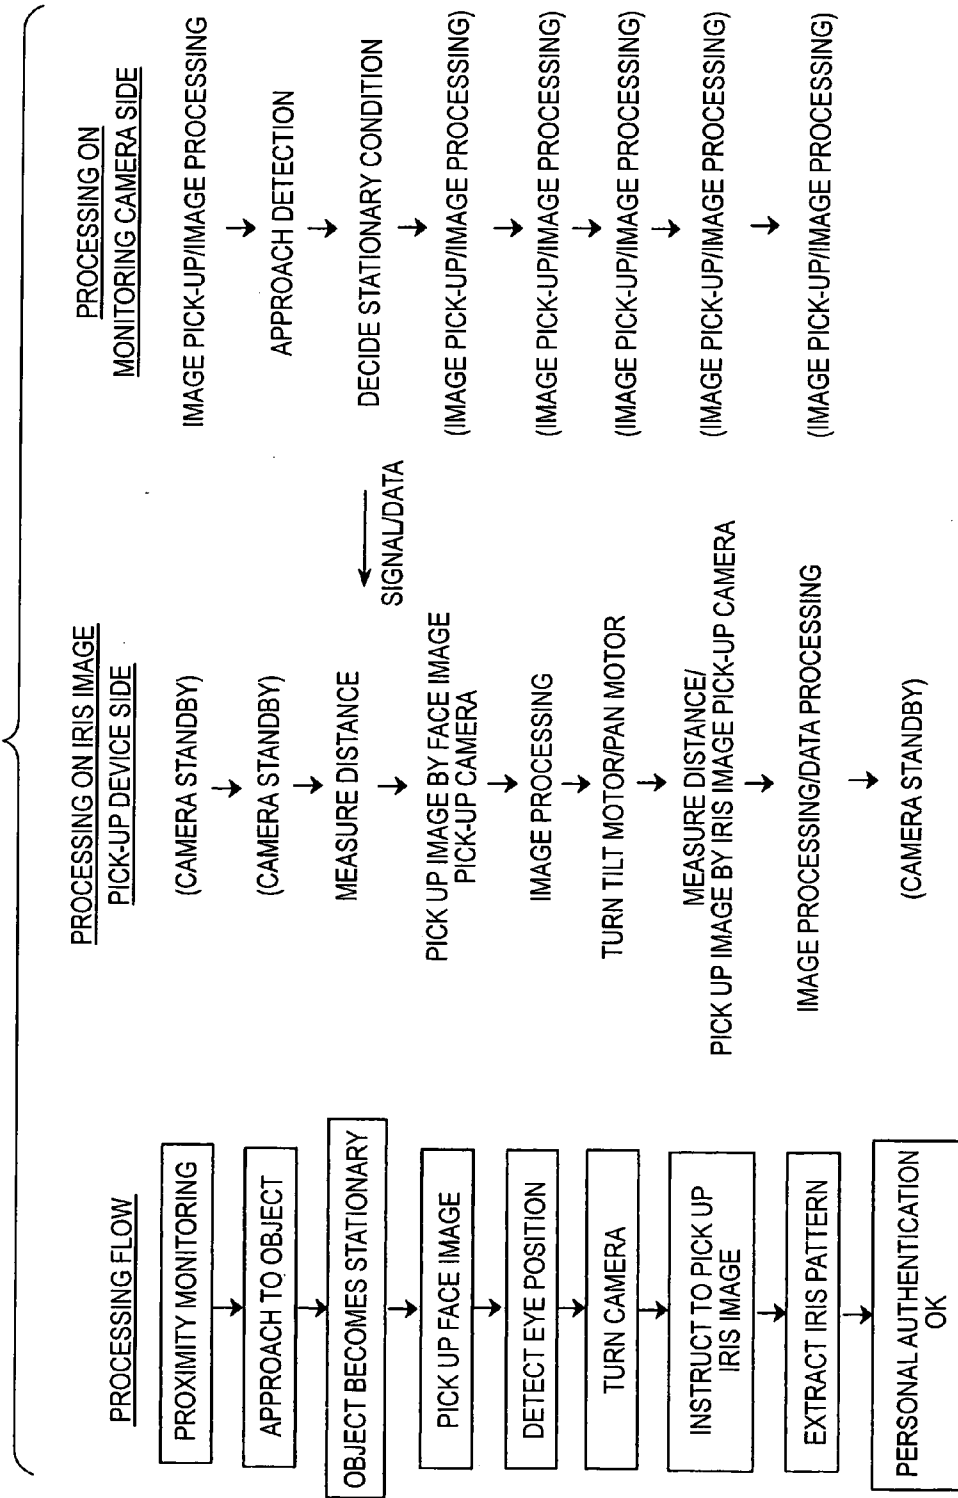 PROCESSING FLOW
PROXIMITY MONITORING
APPROACH TO OBJECT
OBJECT BECOMES STATIONARY
PICK UP FACE IMAGE
DETECT EYE POSITION
TURN CAMERA
INSTRUCT TO PICK UP
IRIS IMAGE
EXTRACT IRIS PATTERN
PERSONAL AUTHENTICATION
OK
PROCESSING ON IRIS IMAGE
PICK-UP DEVICE SIDE
(CAMERA STANDBY)
(CAMERA STANDBY)
MEASURE DISTANCE
PICK UP IMAGE BY FACE IMAGE
PICK-UP CAMERA
IMAGE PROCESSING
TURN TILT MOTOR/PAN MOTOR
MEASURE DISTANCE/
PICK UP IMAGE BY IRIS IMAGE PICK-UP CAMERA
IMAGE PROCESSING/DATA PROCESSING
(CAMERA STANDBY)
SIGNAL/DATA
PROCESSING ON
MONITORING CAMERA SIDE
IMAGE PICK-UP/IMAGE PROCESSING
APPROACH DETECTION
DECIDE STATIONARY CONDITION
(IMAGE PICK-UP/IMAGE PROCESSING)
(IMAGE PICK-UP/IMAGE PROCESSING)
(IMAGE PICK-UP/IMAGE PROCESSING)
(IMAGE PICK-UP/IMAGE PROCESSING)
(IMAGE PICK-UP/IMAGE PROCESSING)